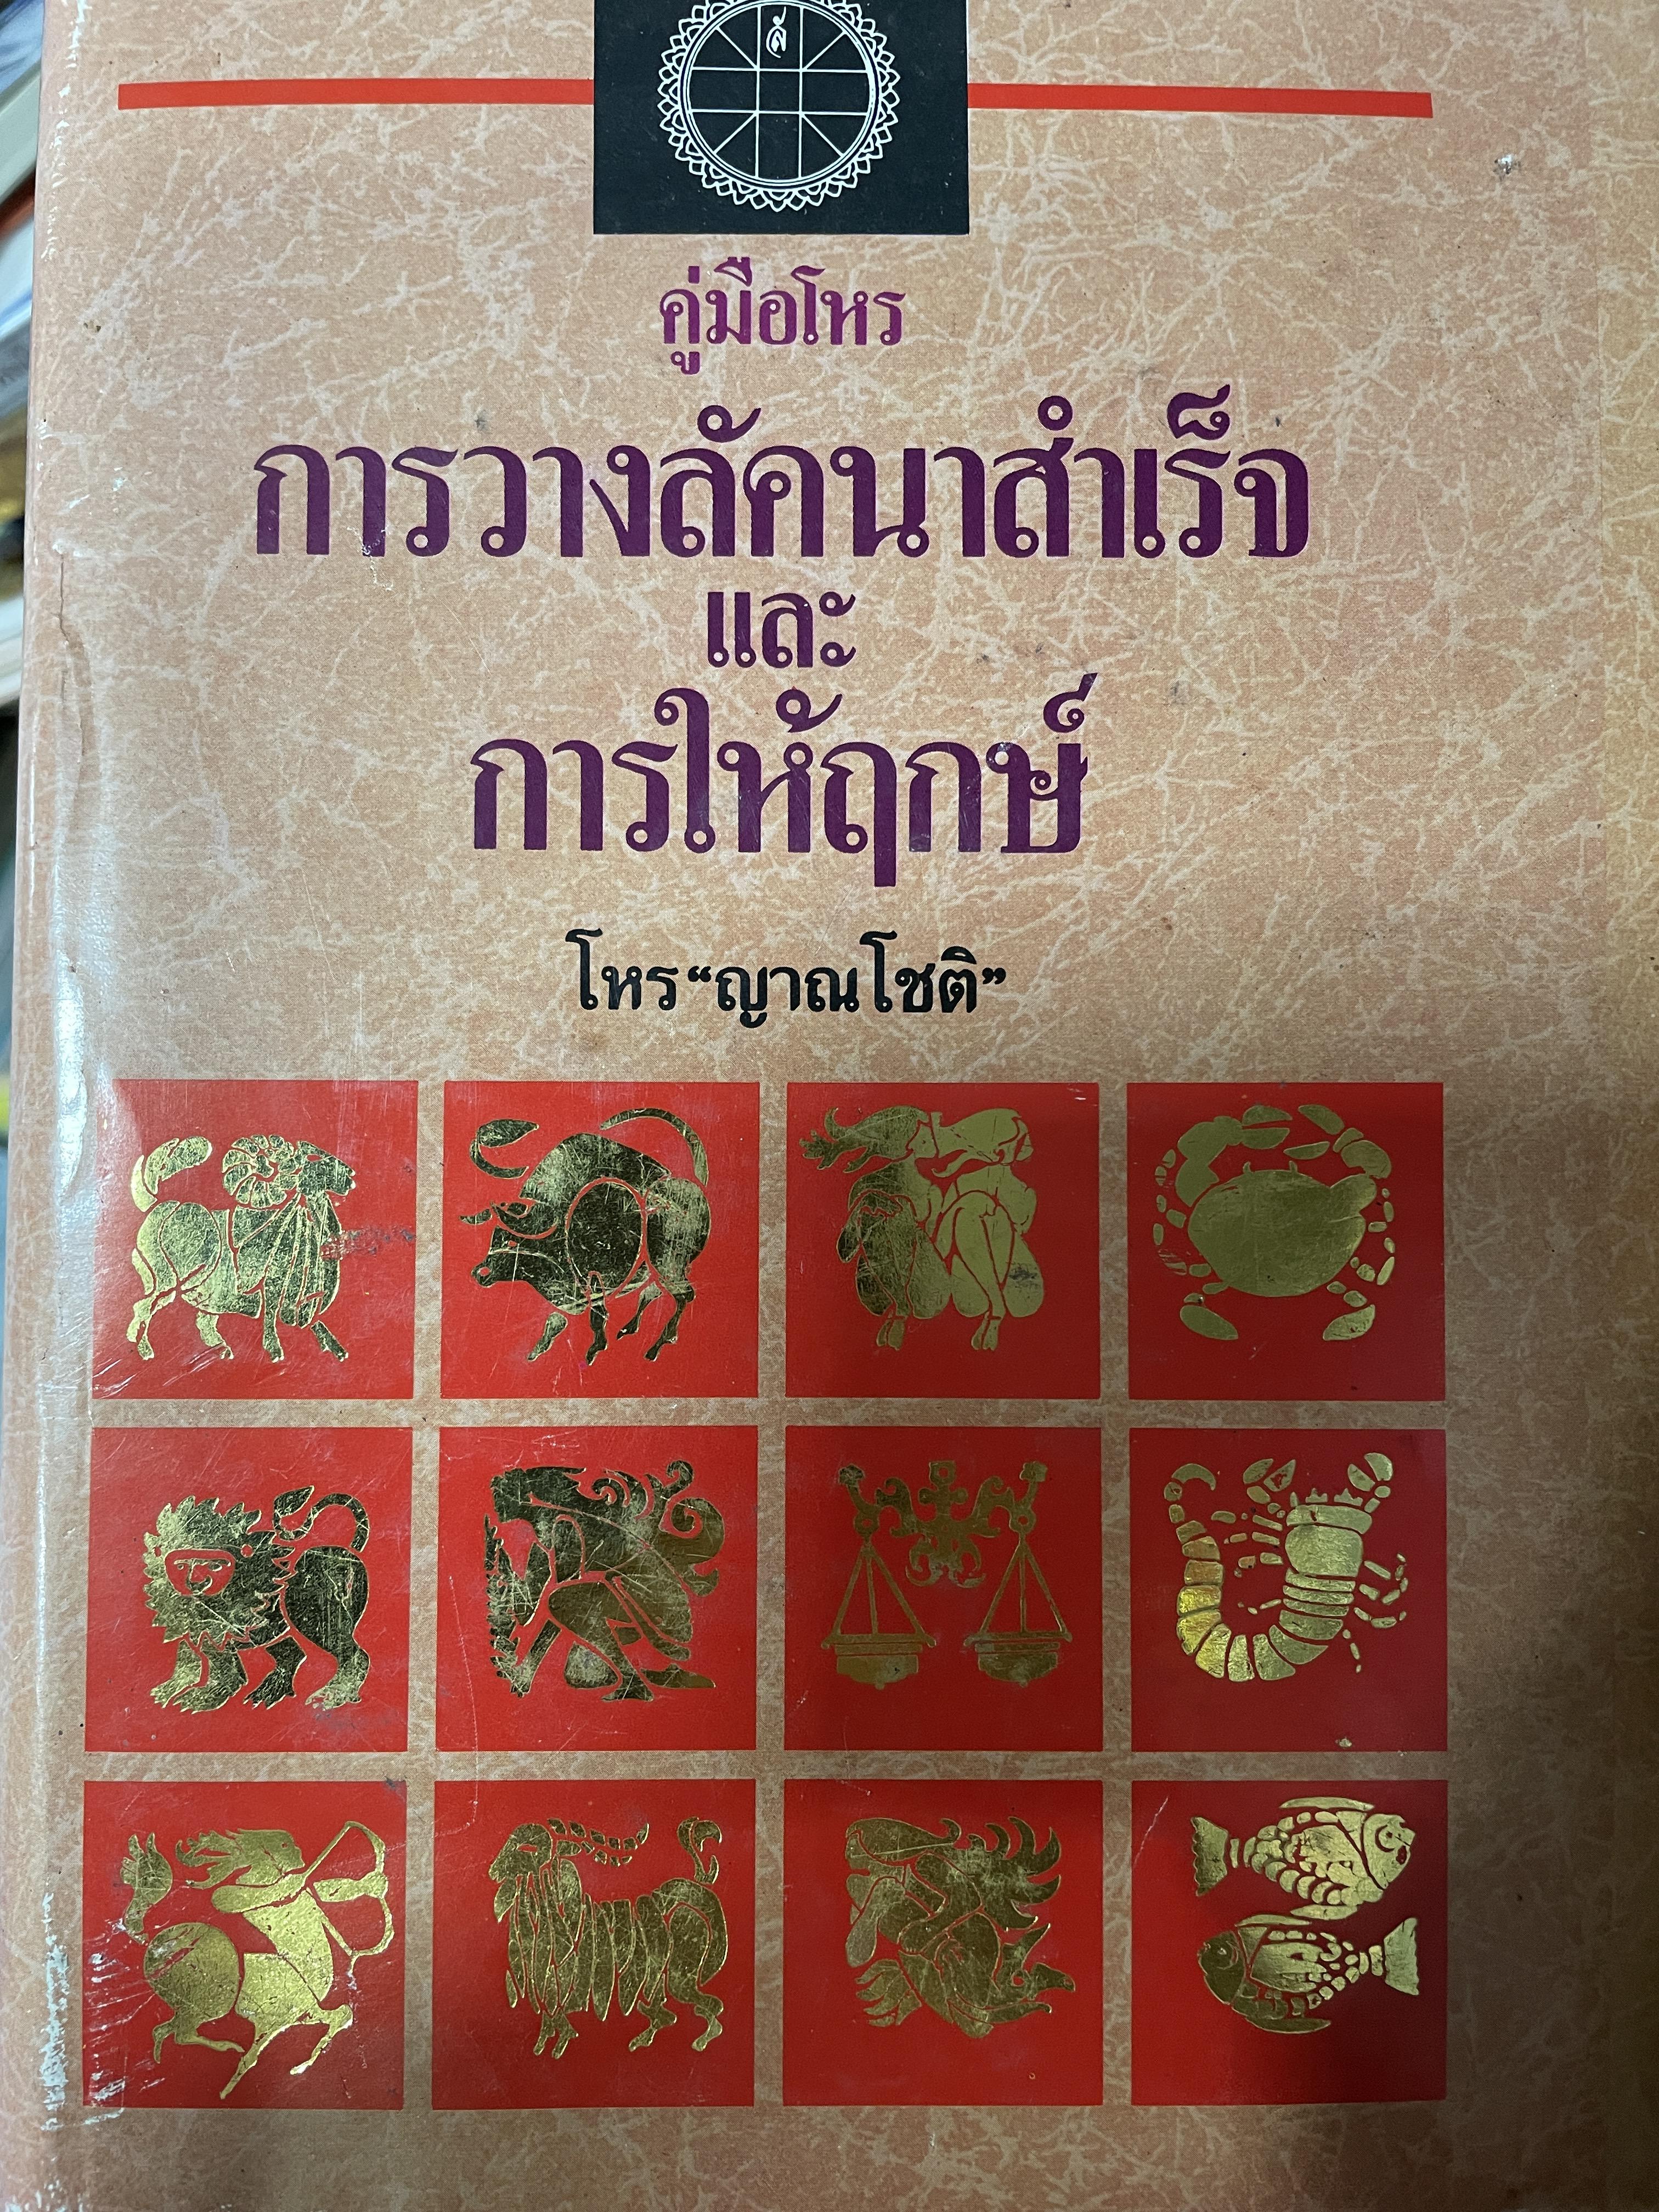 ส
คู่มือโหร
การวางลัคนาสำเร็จ
และ
การให้ฤกษ์
โหร “ญาณโชติ”